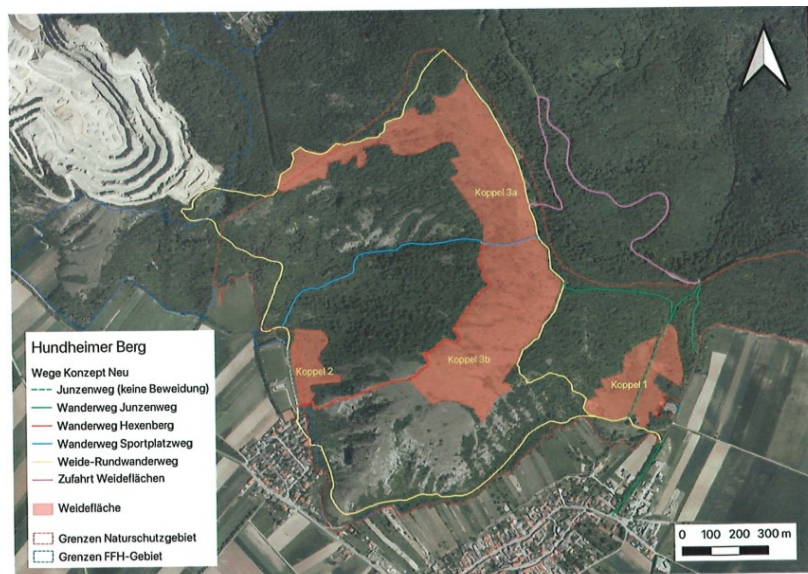 Koppel 3a
Koppel 2
Koppel 3b
Koppel 1
Hundheimer Berg
Wege Konzept Neu
Junzenweg (keine Beweidung)
Wanderweg Junzenweg
Wanderweg Hexenberg
Wanderweg Sportplatzweg
Weide-Rundwanderweg
Zufahrt Weideflächen
Weidefläche
Grenzen Naturschutzgebiet
Grenzen FFH-Gebiet
0 100 200 300 m